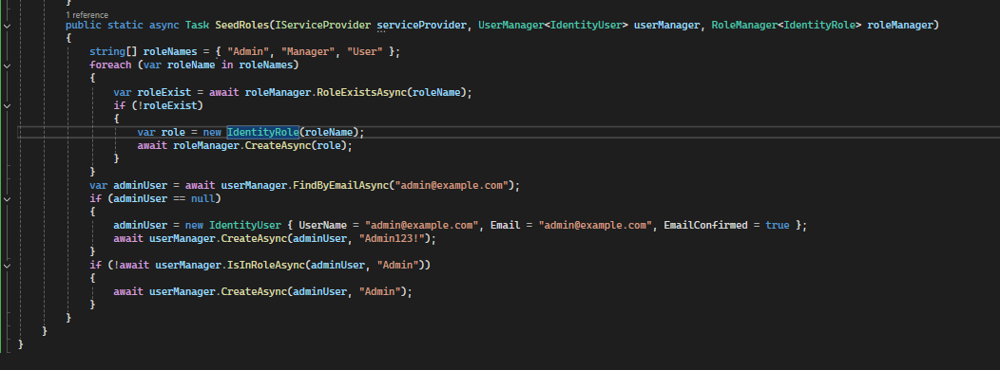 }
1 reference
public static async Task SeedRoles(IServiceProvider serviceProvider, UserManager<IdentityUser> userManager, RoleManager<IdentityRole> roleManager)
{
string[] roleNames = { "Admin", "Manager", "User" };
foreach (var roleName in roleNames)
{
var roleExist = await roleManager.RoleExistsAsync(roleName);
if (!roleExist)
{
var role = new IdentityRole(roleName);
await roleManager.CreateAsync(role);
}
}
var adminUser = await userManager.FindByEmailAsync("admin@example.com");
if (adminUser == null)
{
adminUser = new IdentityUser { UserName = "admin@example.com", Email = "admin@example.com", EmailConfirmed = true };
await userManager.CreateAsync(adminUser, "Admin123!");
}
if (!await userManager.IsInRoleAsync(adminUser, "Admin"))
{
await userManager.CreateAsync(adminUser, "Admin");
}
}
}
}